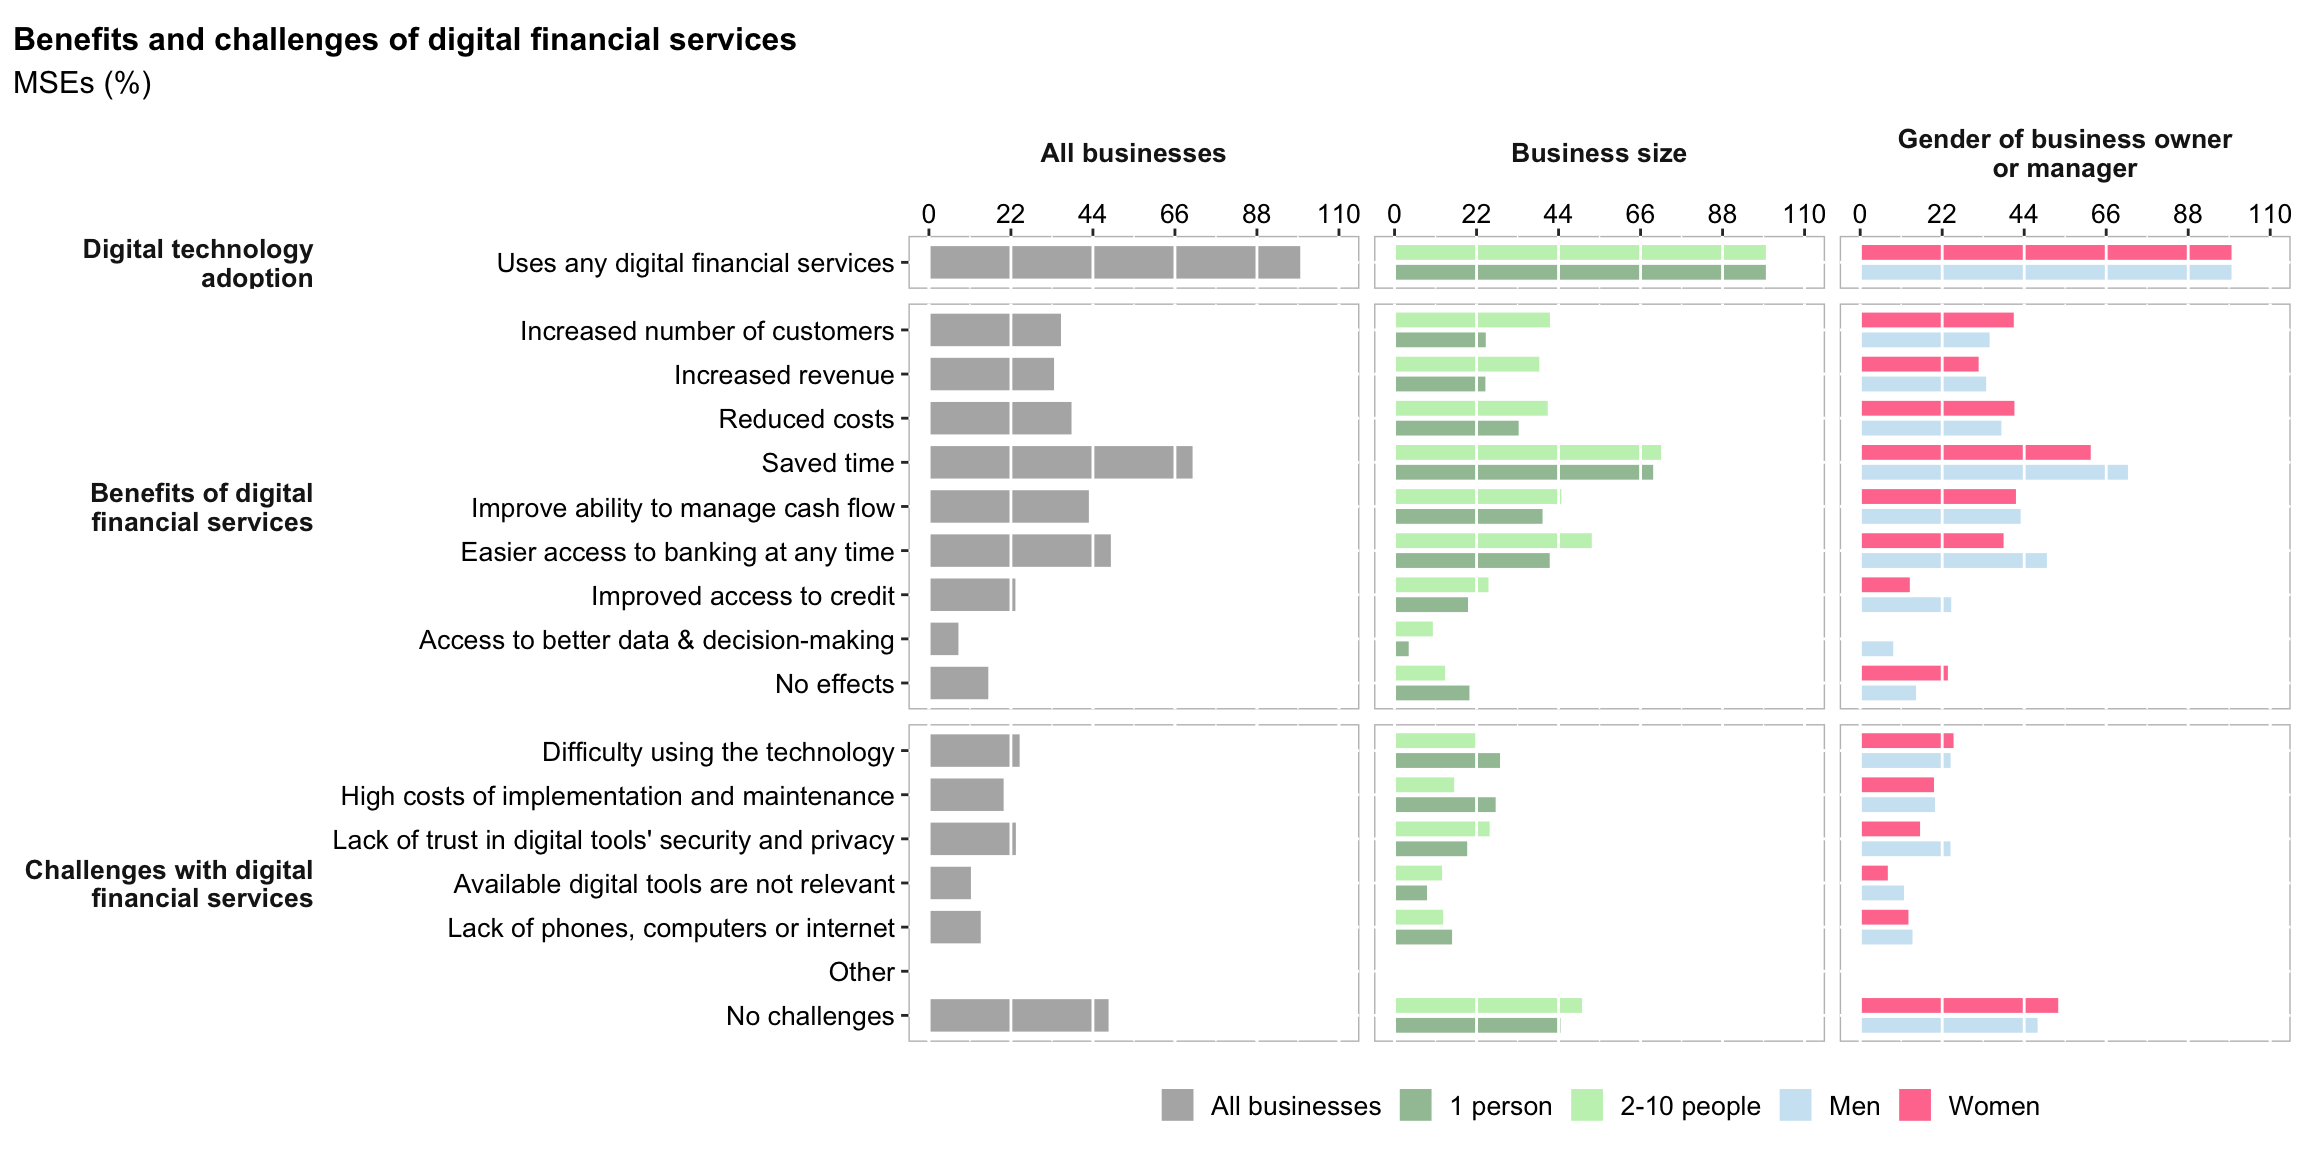 Benefits and challenges of digital financial services
MSEs (%)
All businesses
Business size
Gender of business owner
or manager
0 22 44 66 88 110 0 22 44 66 88 110 0 22 44 66 88 110
Digital technology
adoption
Uses any digital financial services
Benefits of digital
financial services
Increased number of customers
Increased revenue
Reduced costs
Saved time
Improve ability to manage cash flow
Easier access to banking at any time
Improved access to credit
Access to better data & decision-making
No effects
Challenges with digital
financial services
Difficulty using the technology
High costs of implementation and maintenance
Lack of trust in digital tools' security and privacy
Available digital tools are not relevant
Lack of phones, computers or internet
Other
No challenges
All businesses 1 person 2-10 people Men Women